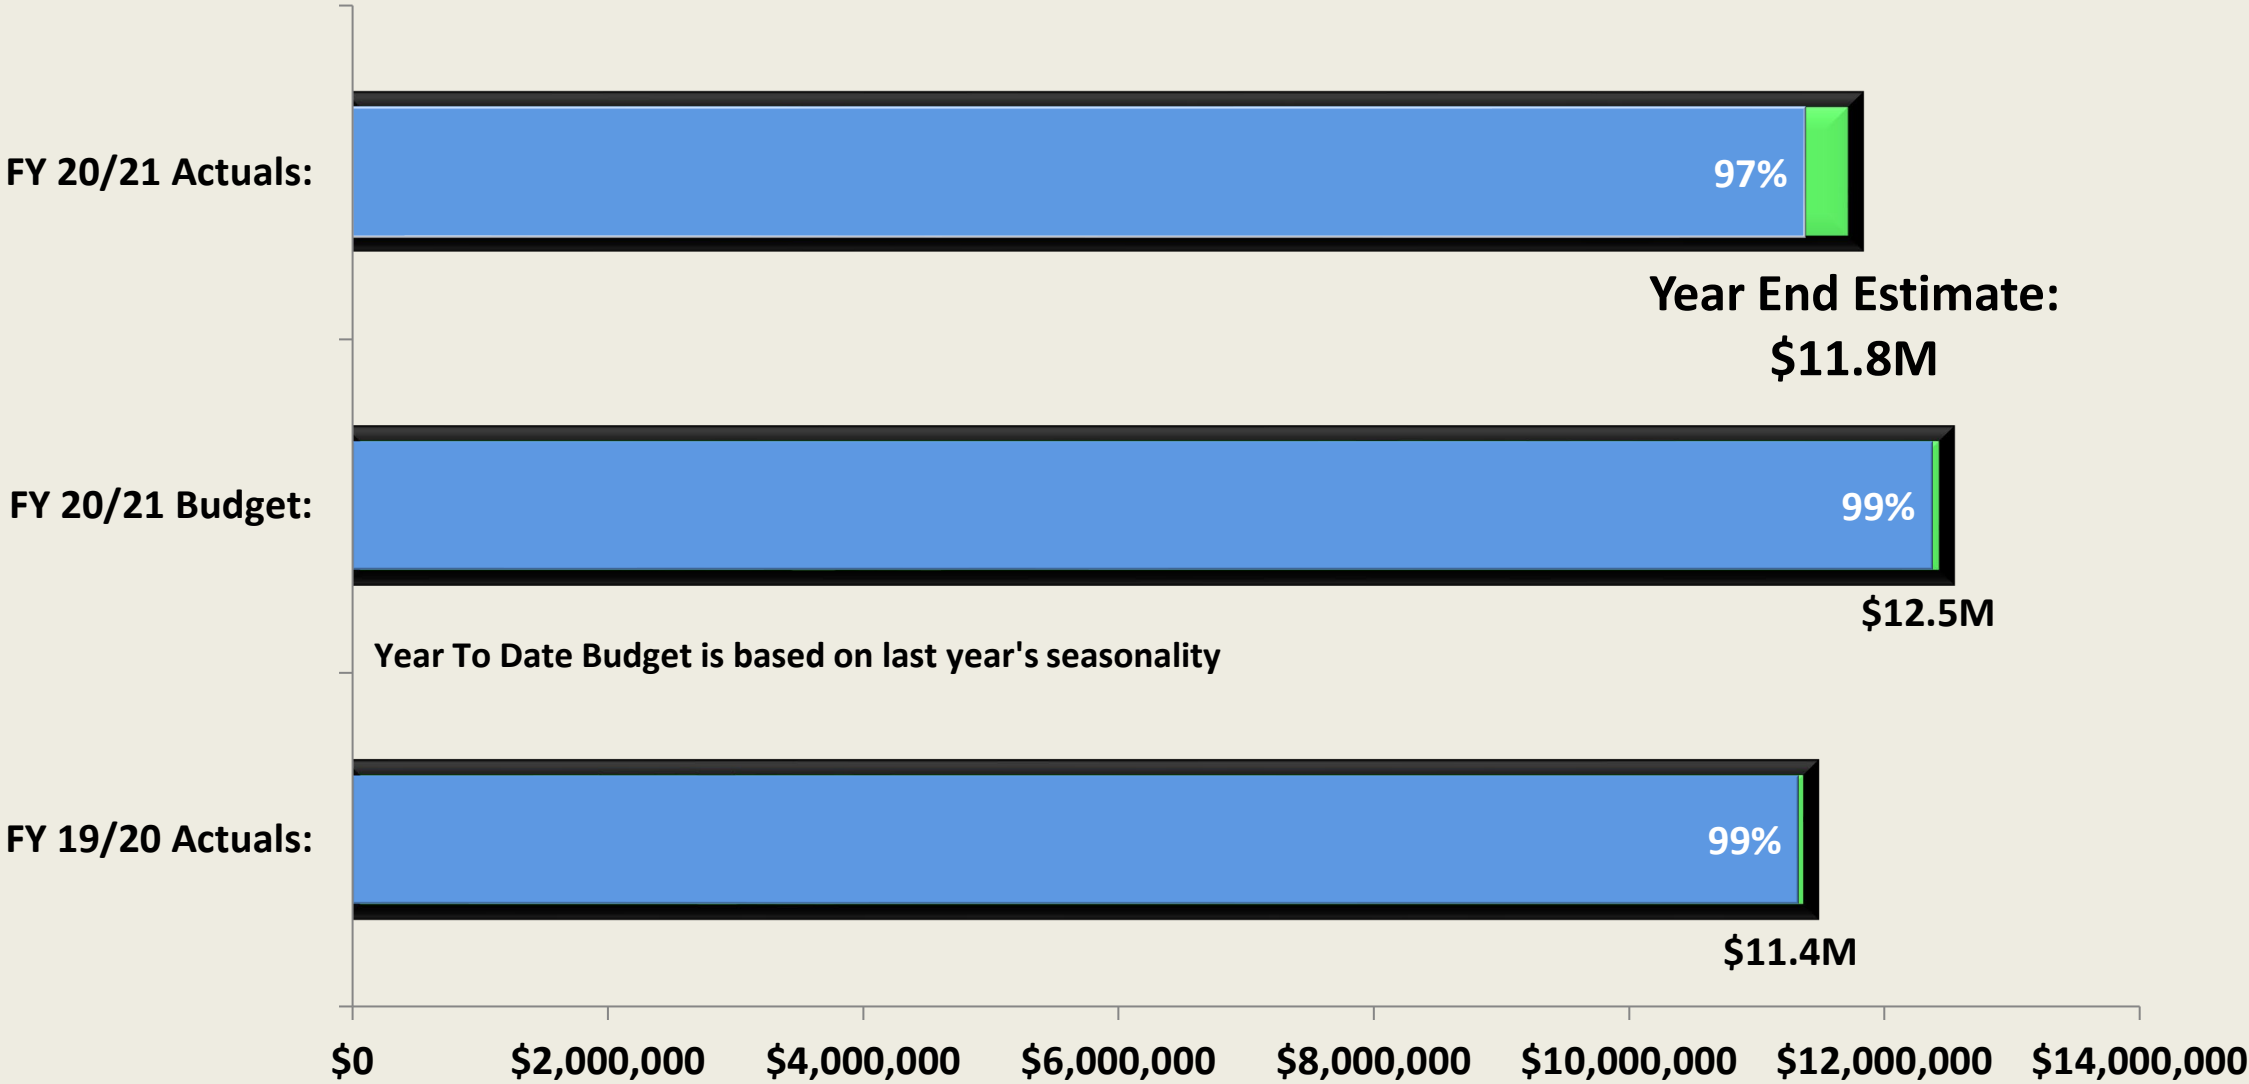 FY 20/21 Actuals:
97%
Year End Estimate:
$11.8M
FY 20/21 Budget:
99%
$12.5M
Year To Date Budget is based on last year's seasonality
FY 19/20 Actuals:
99%
$11.4M
$0 $2,000,000 $4,000,000 $6,000,000 $8,000,000 $10,000,000 $12,000,000 $14,000,000